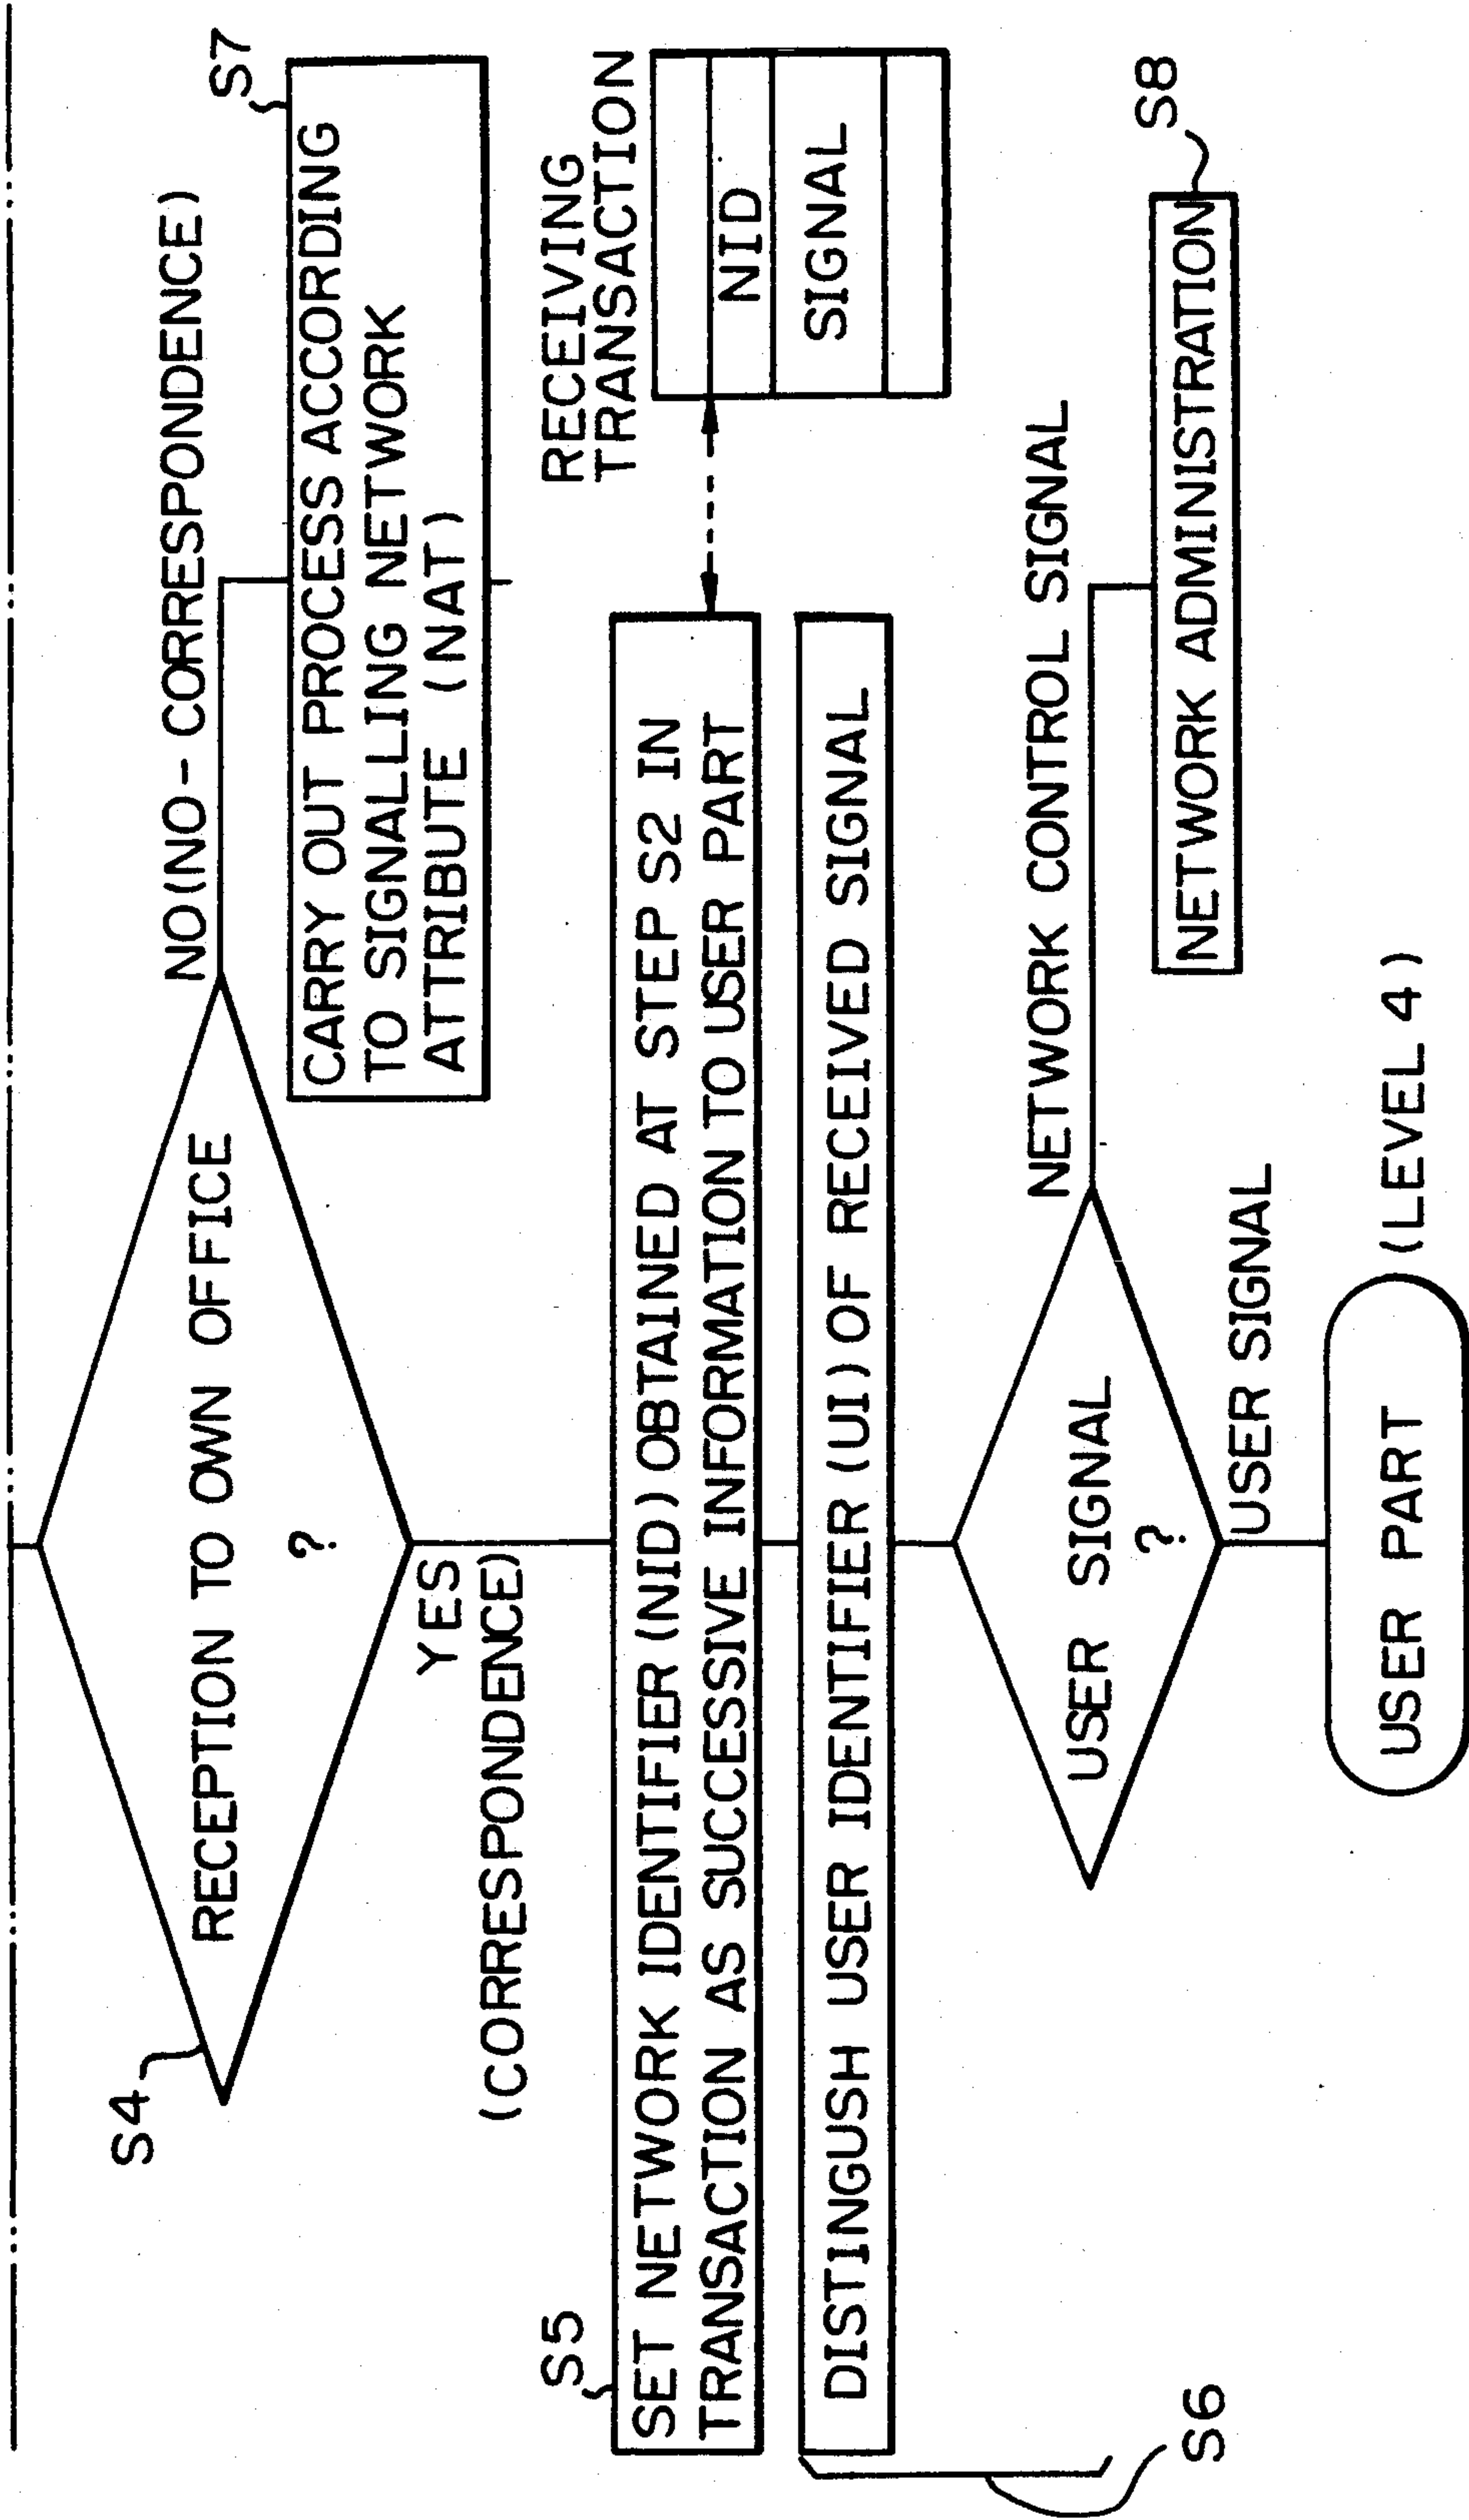 S4
RECEPTION TO OWN OFFICE
?
NO(NO-CORRESPONDENCE)
S7
CARRY OUT PROCESS ACCORDING
TO SIGNALLING NETWORK
ATTRIBUTE (NAT)
YES
(CORRESPONDENCE)
S5
SET NETWORK IDENTIFIER (NID) OBTAINED AT STEP S2 IN
TRANSACTION AS SUCCESSIVE INFORMATION TO USER PART
RECEIVING
TRANSACTION
NID
SIGNAL
DISTINGUSH USER IDENTIFIER (UI) OF RECEIVED SIGNAL
S6
USER SIGNAL
?
NETWORK CONTROL SIGNAL
S8
NETWORK ADMINISTRATION
USER SIGNAL
USER PART
(LEVEL 4)